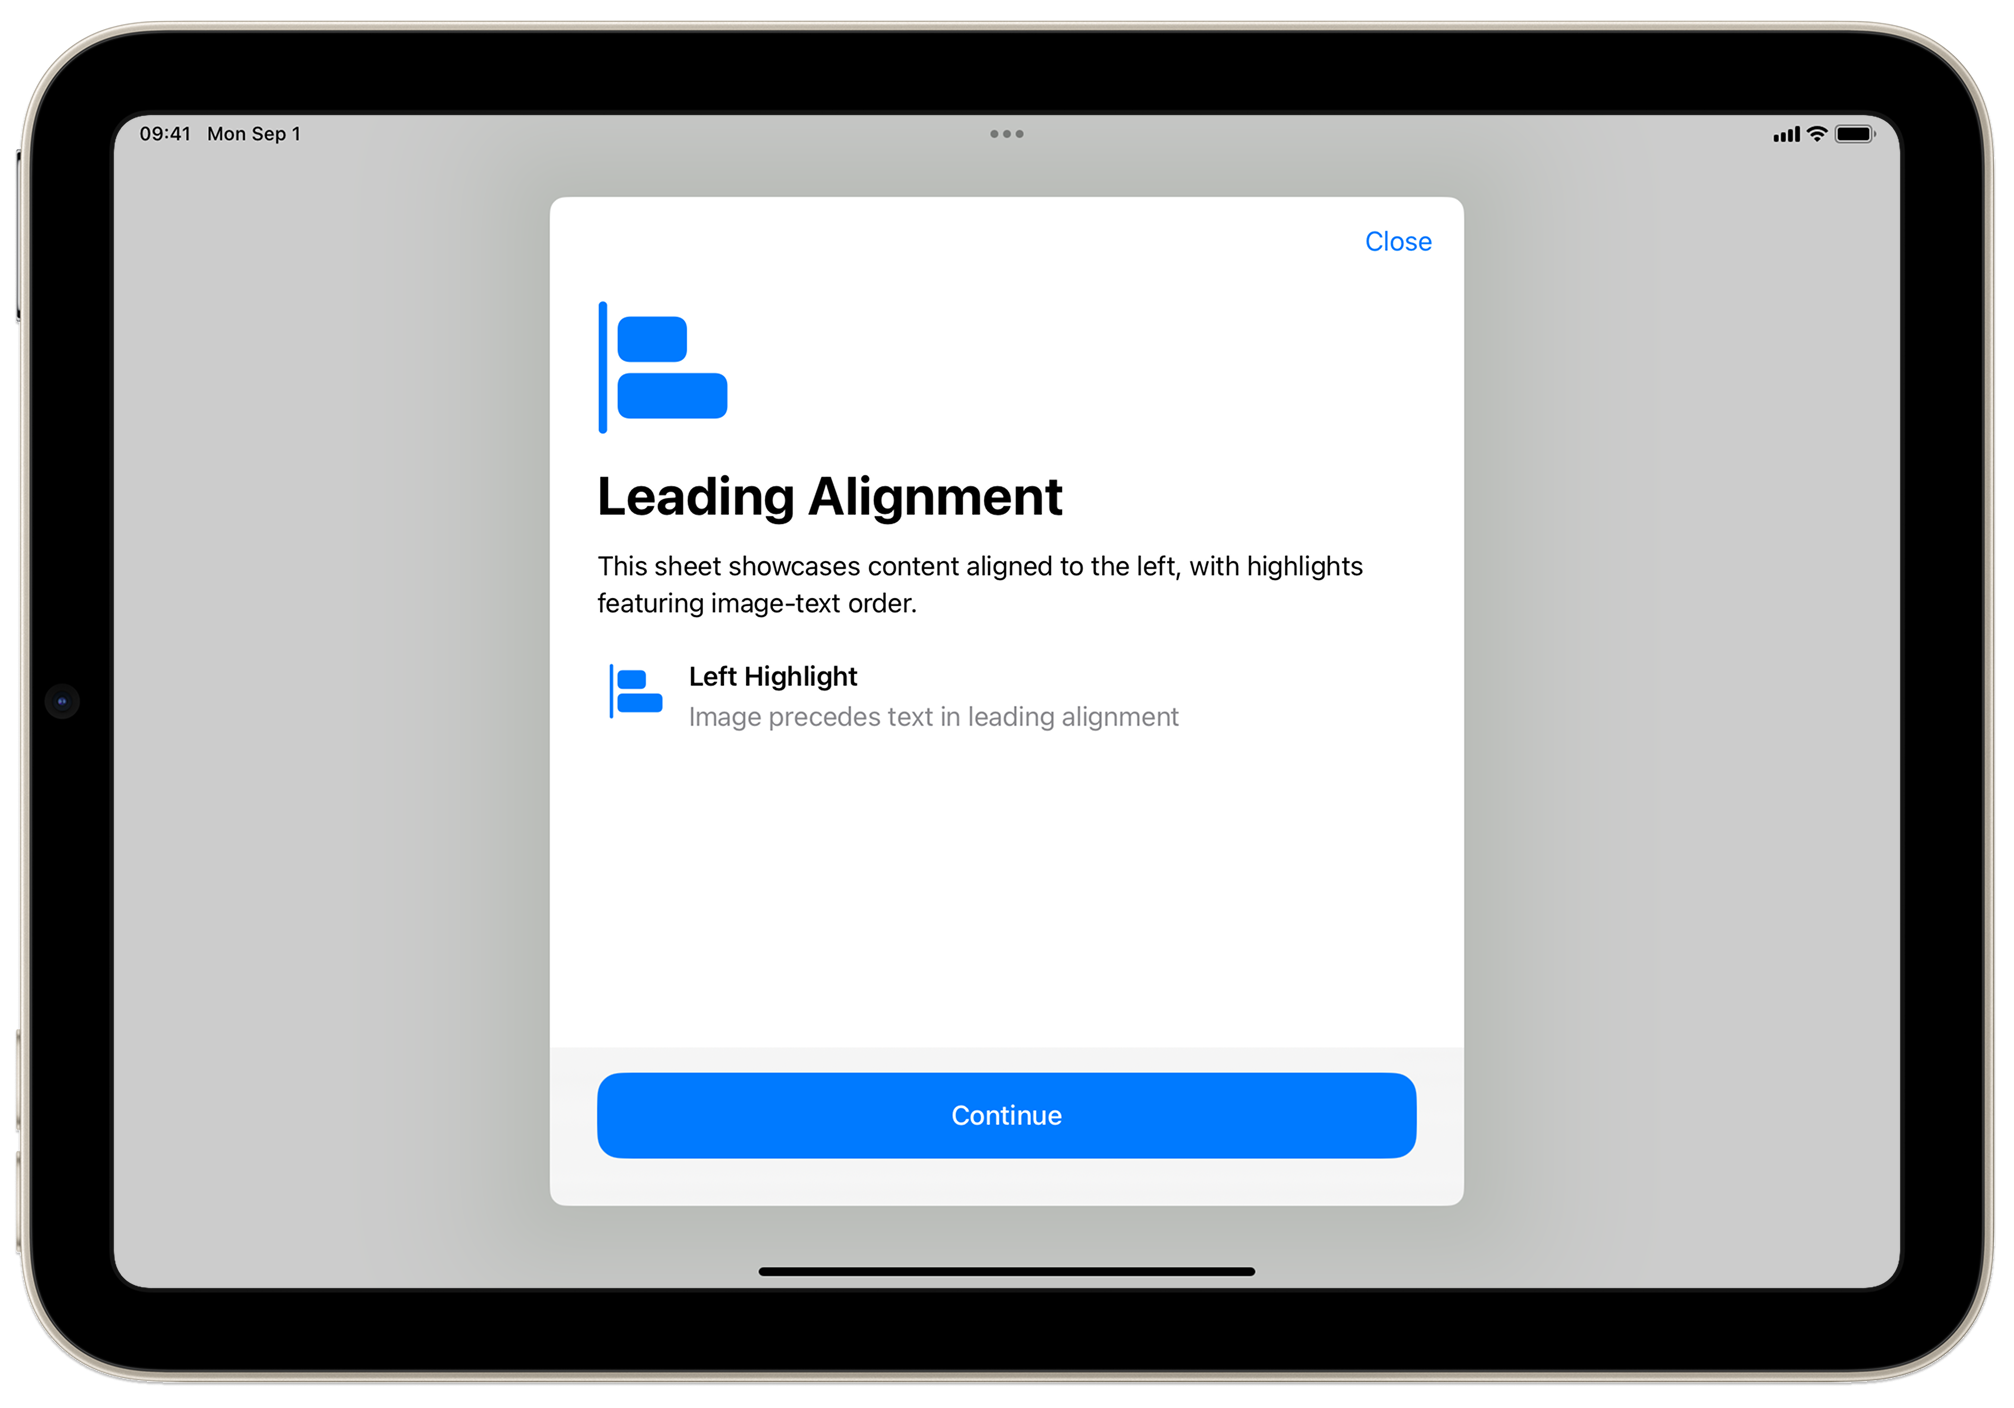 09:41 Mon Sep 1
Close
Leading Alignment
This sheet showcases content aligned to the left, with highlights
featuring image-text order.
Left Highlight
Image precedes text in leading alignment
Continue